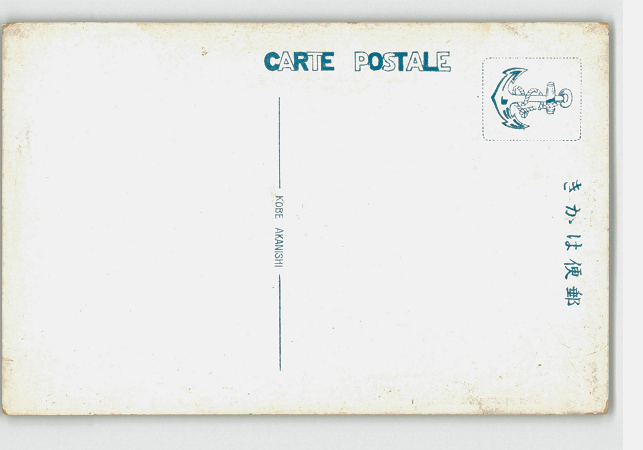 CARTE POSTALE
KOBE AKANISHI
郵便はかき